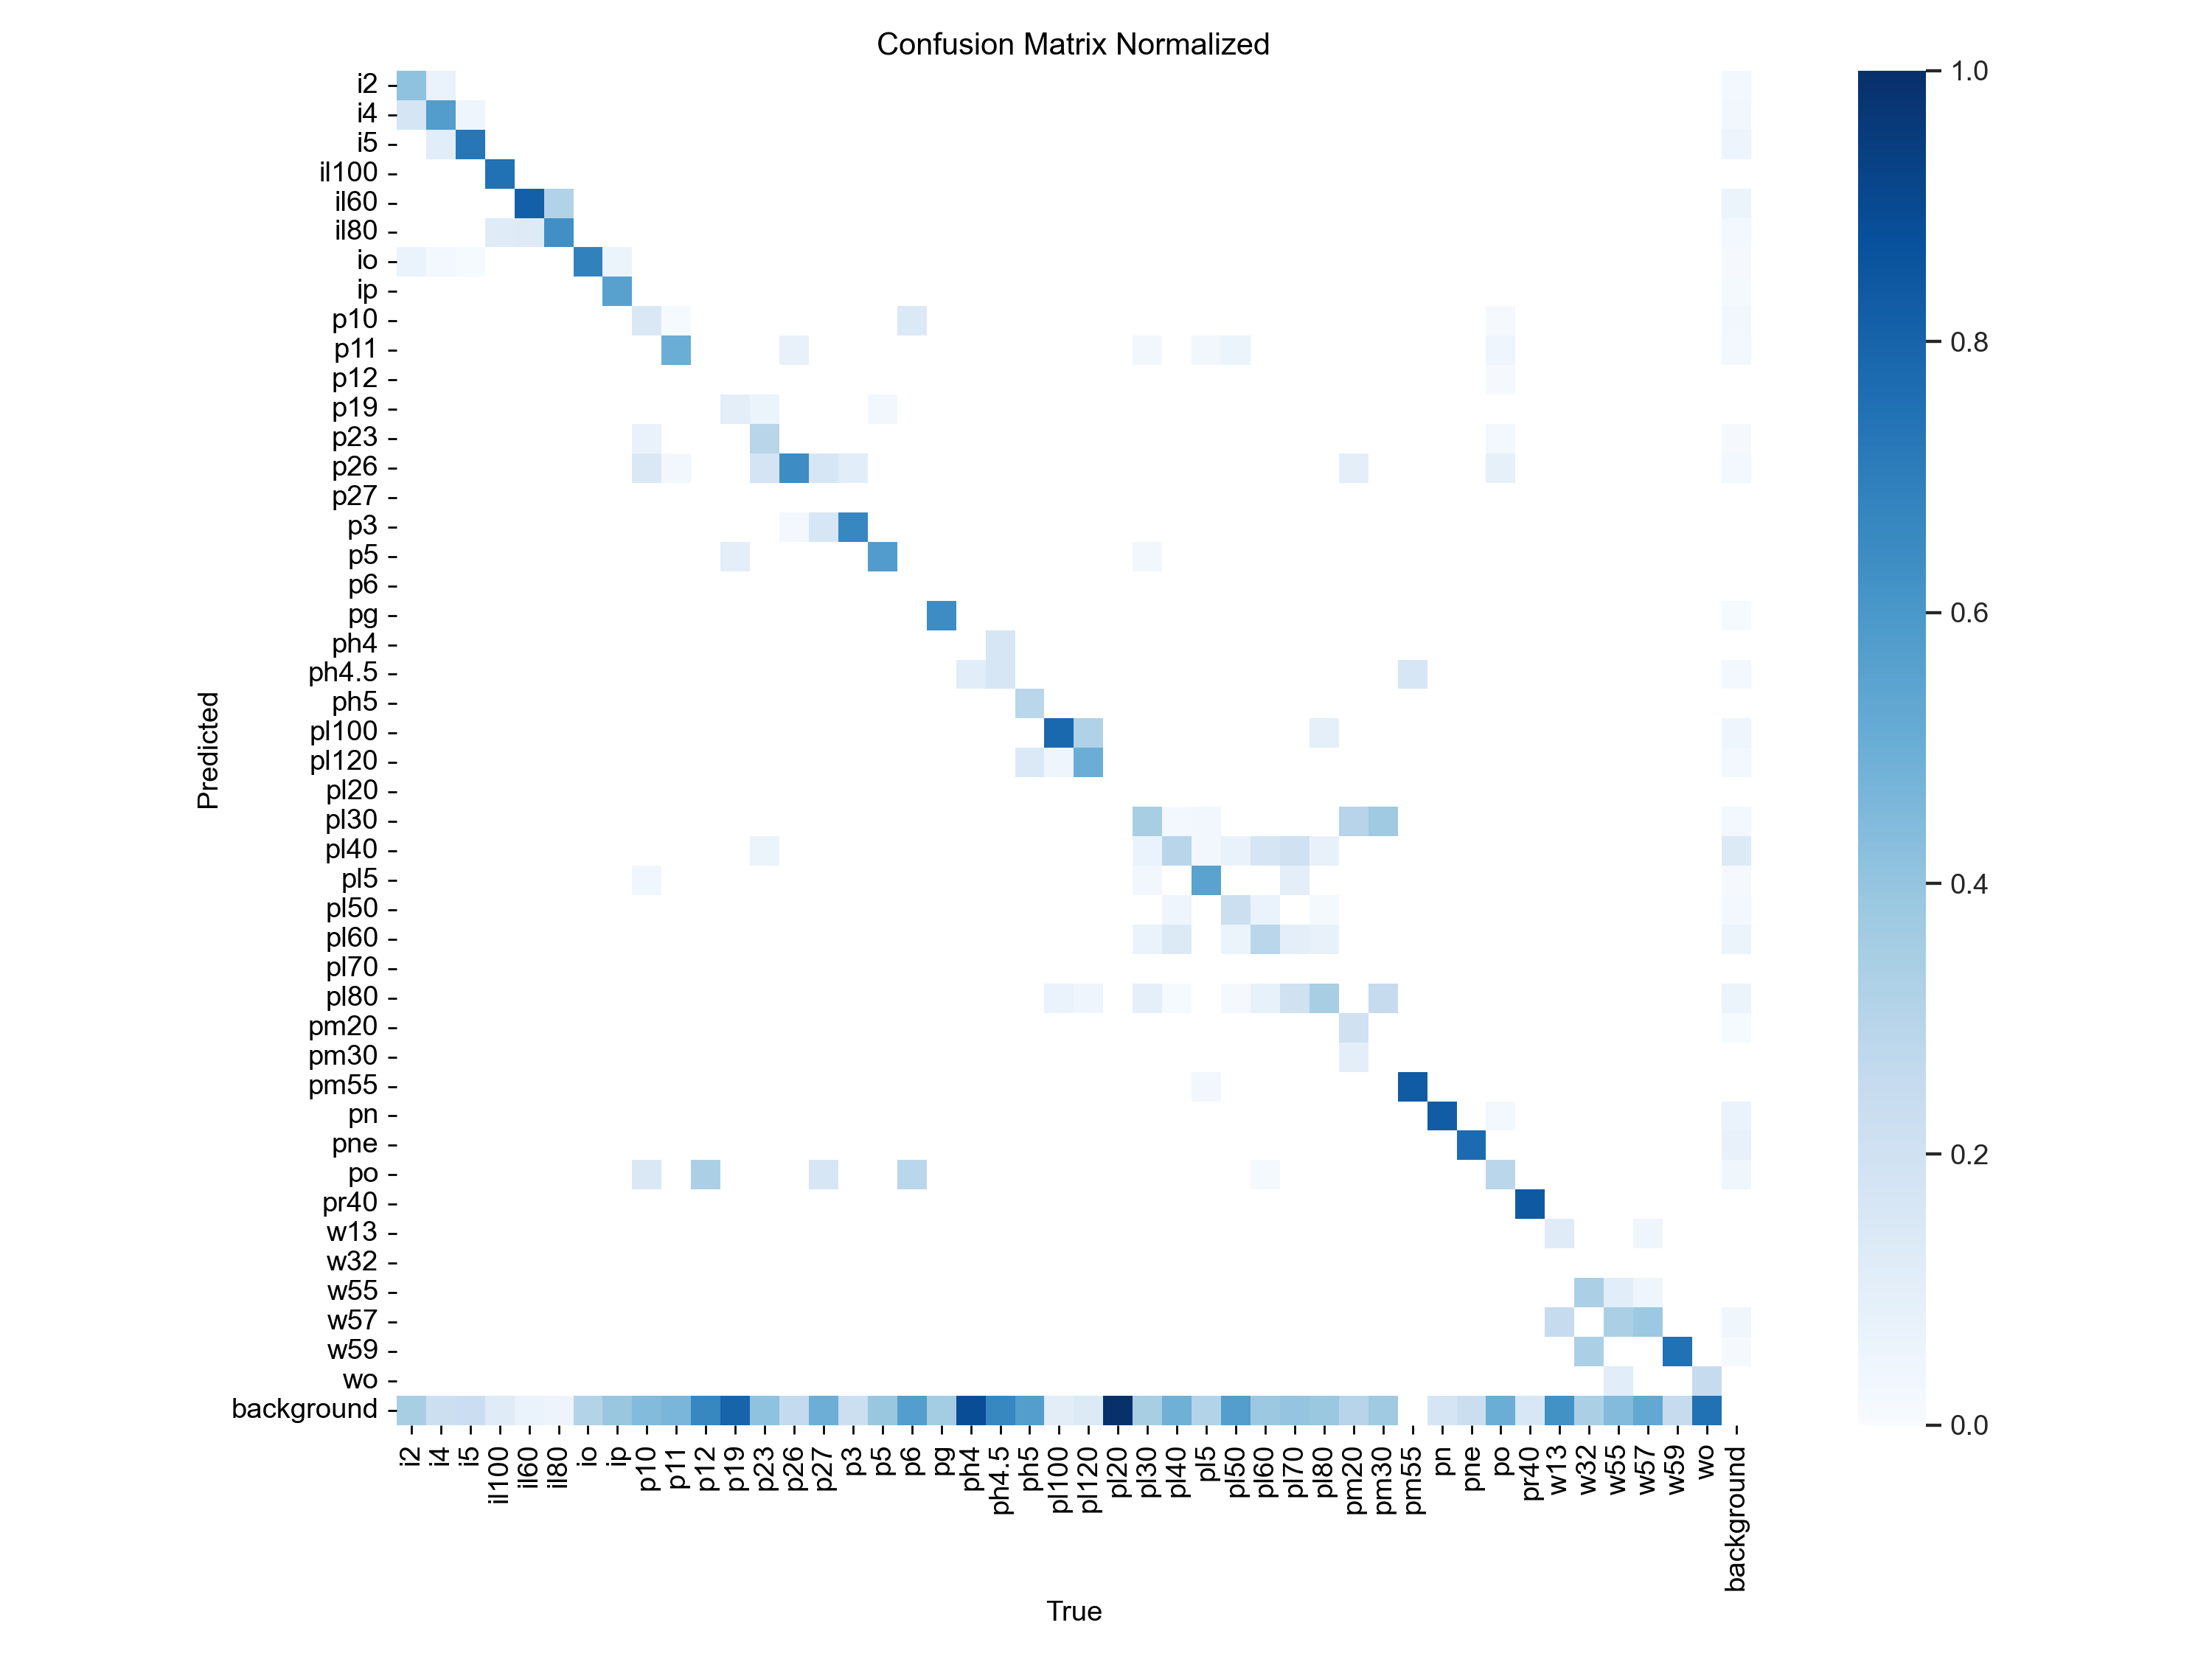 Confusion Matrix Normalized
i2
i4
i5
il100
il60
il80
io
ip
p10
p11
p12
p19
p23
p26
p27
p3
p5
p6
pg
ph4
ph4.5
ph5
pl100
pl120
pl20
pl30
pl40
pl5
pl50
pl60
pl70
pl80
pm20
pm30
pm55
pn
pne
po
pr40
w13
w32
w55
w57
w59
wo
background
Predicted
i2 i4 i5 il100 il60 il80 io ip p10 p11 p12 p19 p23 p26 p27 p3 p5 p6 pg ph4 ph4.5 ph5 pl100 pl120 pl20 pl30 pl40 pl5 pl50 pl60 pl70 pl80 pm20 pm30 pm55 pn pne po pr40 w13 w32 w55 w57 w59 wo background
True
1.0
0.8
0.6
0.4
0.2
0.0